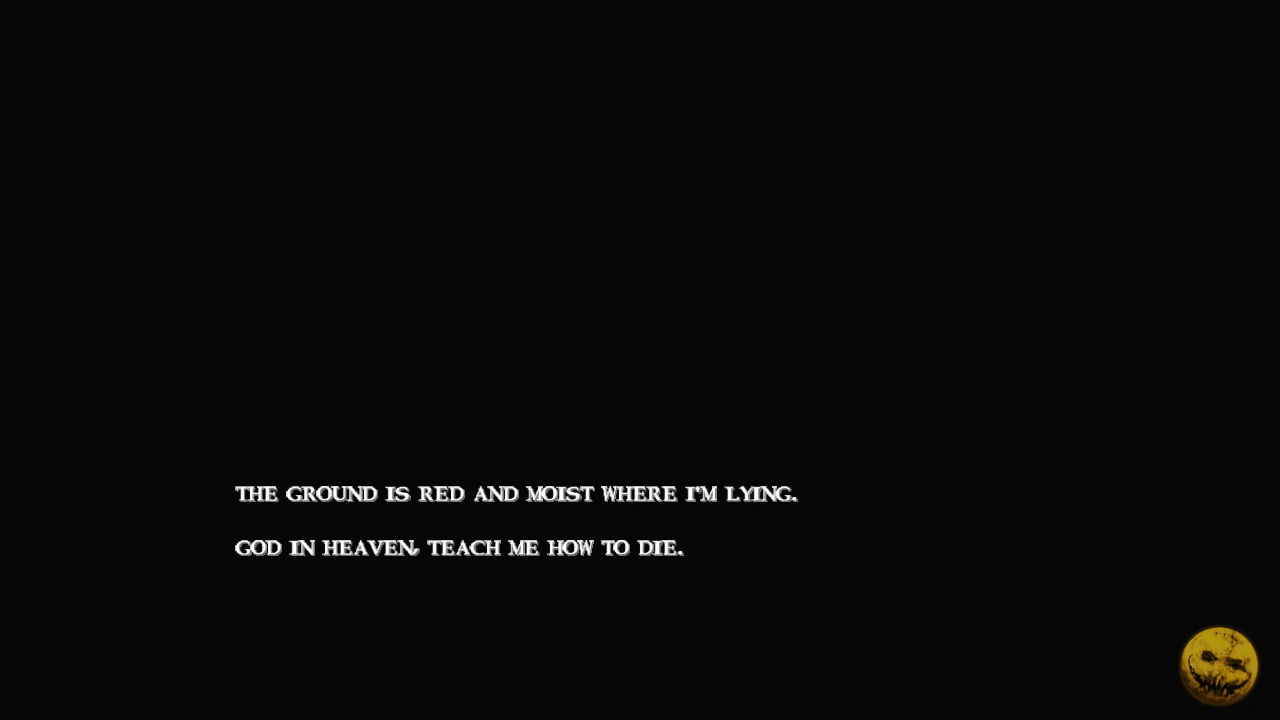 THE GROUND IS RED AND MOIST WHERE I'M LYING.
GOD IN HEAVEN, TEACH ME HOW TO DIE.